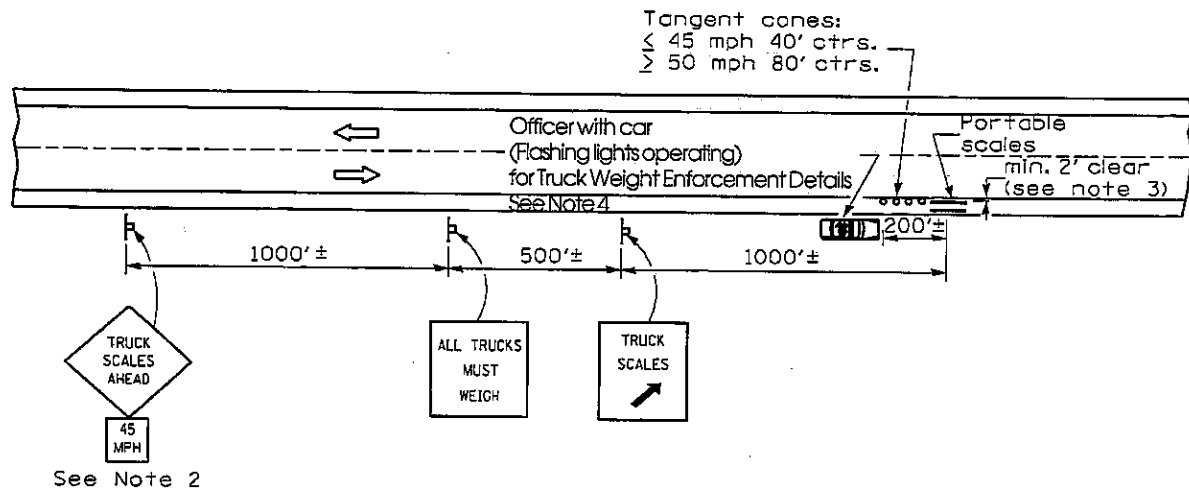 Tangent cones:
≤ 45 mph 40' ctrs.
≥ 50 mph 80' ctrs.
Officer with car
(Flashing lights operating)
for Truck Weight Enforcement Details
See Note 4
Portable
scales
min. 2' clear
(see note 3)
200'±
1000'±
500'±
1000'±
TRUCK
SCALES
AHEAD
45
MPH
See Note 2
ALL TRUCKS
MUST
WEIGH
TRUCK
SCALES